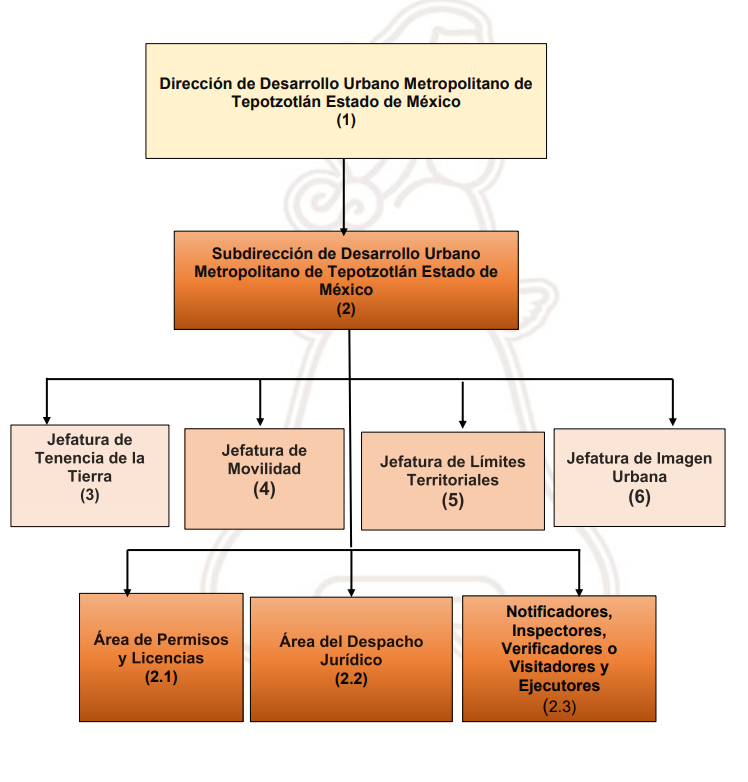 Dirección de Desarrollo Urbano Metropolitano de
Tepotzotlán Estado de México
(1)
Subdirección de Desarrollo Urbano
Metropolitano de Tepotzotlán Estado de
México
(2)
Jefatura de
Tenencia de la
Tierra
(3)
Jefatura de
Movilidad
(4)
Jefatura de Límites
Territoriales
(5)
Jefatura de Imagen
Urbana
(6)
Área de Permisos
y Licencias
(2.1)
Área del Despacho
Jurídico
(2.2)
Notificadores,
Inspectores,
Verificadores o
Visitadores y
Ejecutores
(2.3)